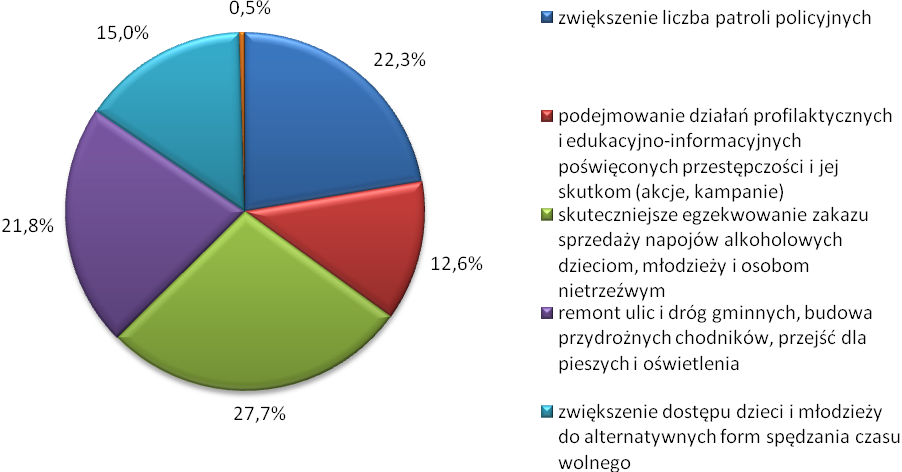 0,5%
15,0%
22,3%
21,8%
12,6%
27,7%
zwiększenie liczba patroli policyjnych
podejmowanie działań profilaktycznych
i edukacyjno-informacyjnych
poświęconych przestępczości i jej
skutkom (akcje, kampanie)
skuteczniejsze egzekwowanie zakazu
sprzedaży napojów alkoholowych
dzieciom, młodzieży i osobom
nietrzeźwym
remont ulic i dróg gminnych, budowa
przydrożnych chodników, przejść dla
pieszych i oświetlenia
zwiększenie dostępu dzieci i młodzieży
do alternatywnych form spędzania czasu
wolnego